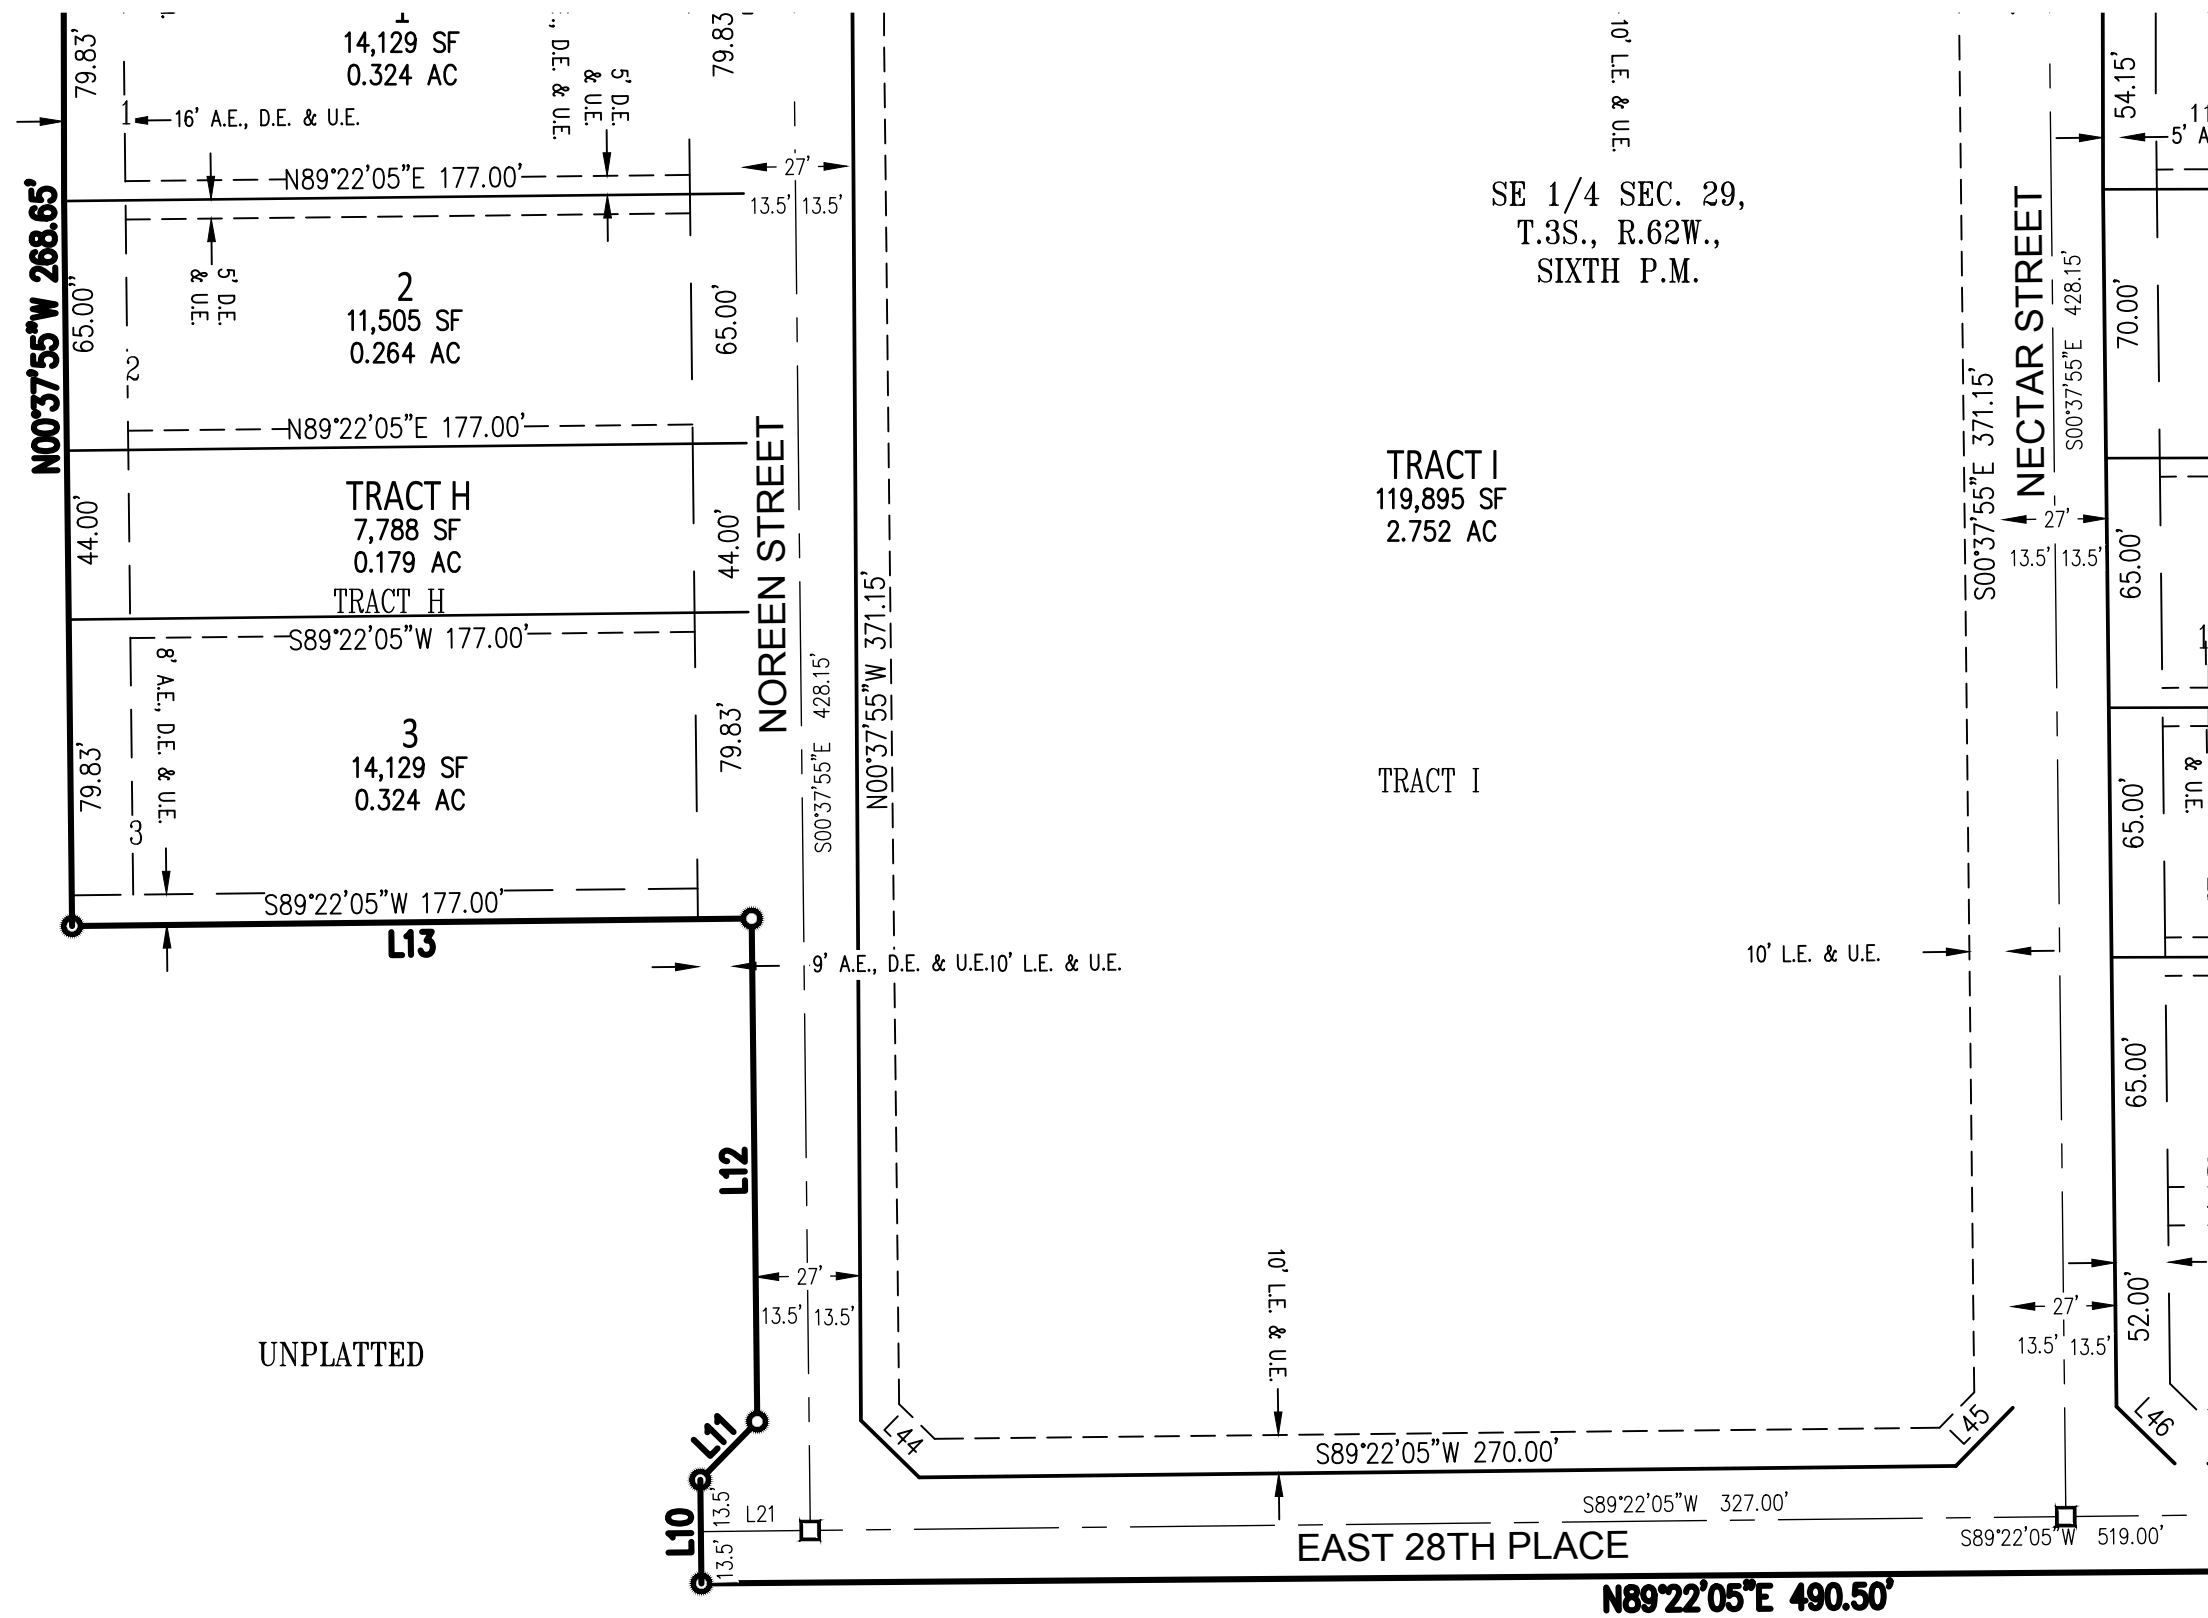 1
14,129 SF
0.324 AC
79.83'
79.83'
D.E. & U.E.
5' D.E.
& U.E.
1
16' A.E., D.E. & U.E.
N89°22'05"E 177.00'
27'
13.5' 13.5'
N00°37'55"W 268.65'
65.00"
5' D.E.
& U.E.
2
11,505 SF
0.264 AC
65.00'
2
N89°22'05"E 177.00'
44.00'
TRACT H
7,788 SF
0.179 AC
TRACT H
44.00'
S89°22'05"W 177.00'
8' A.E., D.E. & U.E.
79.83'
3
14,129 SF
0.324 AC
79.83'
3
S89°22'05"W 177.00'
L13
NOREEN STREET
S00°37'55"E 428.15'
N00°37'55"W 371.15'
9' A.E., D.E. & U.E.
10' L.E. & U.E.
L12
27'
13.5' 13.5'
UNPLATTED
L11
L10
13.5'
13.5'
L21
L44
10' L.E. & U.E.
SE 1/4 SEC. 29,
T.3S., R.62W.,
SIXTH P.M.
TRACT I
119,895 SF
2.752 AC
TRACT I
10' L.E. & U.E.
10' L.E. & U.E.
S89°22'05"W 270.00'
L45
S00°37'55"E 371.15'
NECTAR STREET
S00°37'55"E 428.15'
27'
13.5' 13.5'
27'
13.5' 13.5'
54.15'
11
5' A
70.00'
65.00'
65.00'
& U.E.
65.00'
52.00'
L46
S89°22'05"W 327.00'
EAST 28TH PLACE
S89°22'05"W 519.00'
N89°22'05"E 490.50'